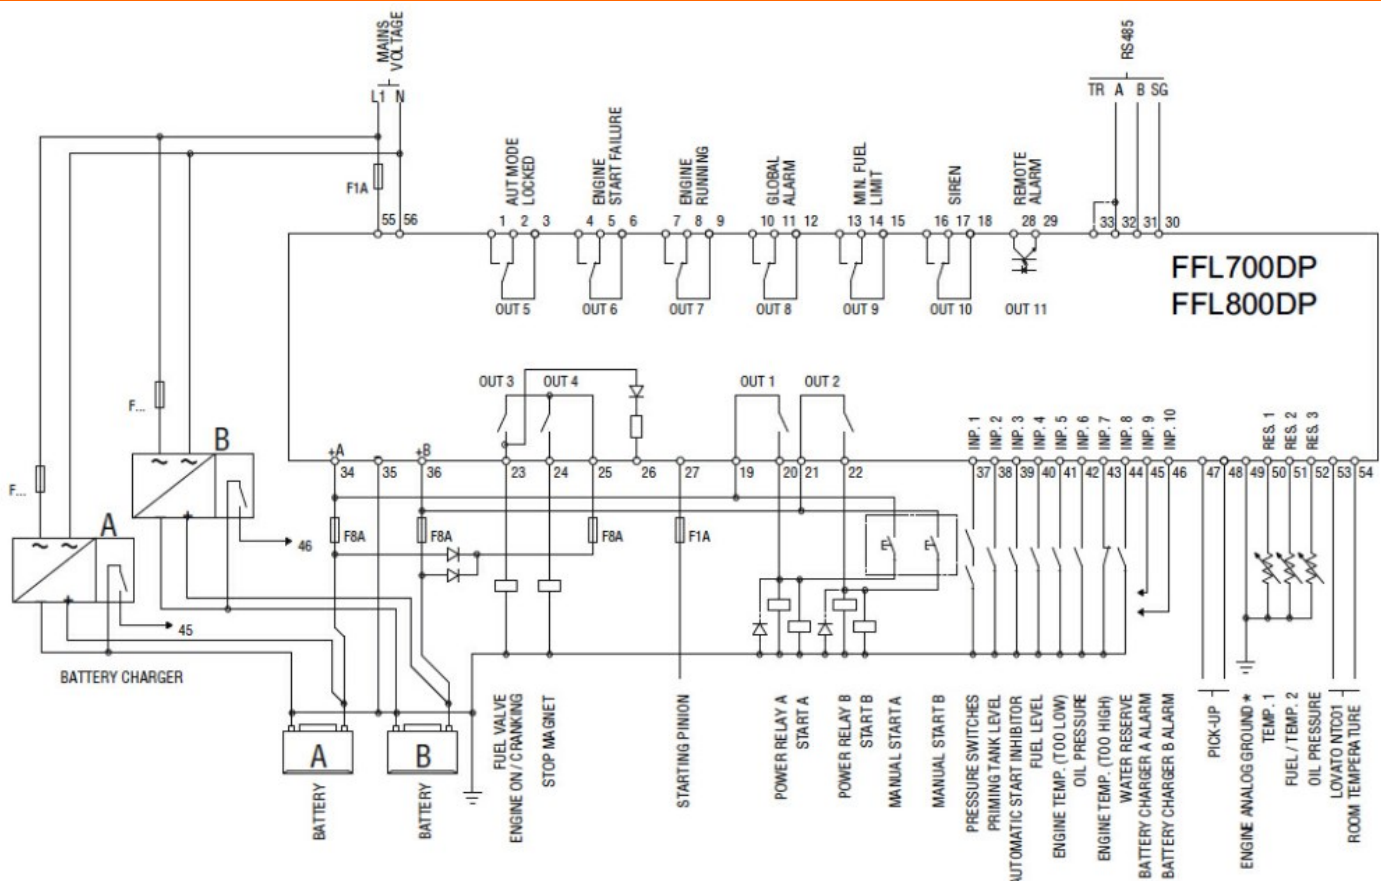 MAINS
VOLTAGE
L1 N
RS485
TR A B SG
F1A
55 56
AUT MODE
LOCKED
1 2 3
OUT 5
ENGINE
START FAILURE
4 5 6
OUT 6
ENGINE
RUNNING
7 8 9
OUT 7
GLOBAL
ALARM
10 11 12
OUT 8
MIN. FUEL
LIMIT
13 14 15
OUT 9
SIREN
16 17 18
OUT 10
REMOTE
ALARM
28 29
OUT 11
33 32 31 30
FFL700DP
FFL800DP
OUT 3 OUT 4
OUT 1 OUT 2
F...
B
~ ~
− +
46
F...
A
~ ~
− +
45
BATTERY CHARGER
+A
34
35
+B
36
23 24 25 26 27 19 20 21 22
INP. 1
INP. 2
INP. 3
INP. 4
INP. 5
INP. 6
INP. 7
INP. 8
INP. 9
INP. 10
37 38 39 40 41 42 43 44 45 46
47 48 49 50 51 52 53 54
RES. 1
RES. 2
RES. 3
F8A
F8A
F8A
F1A
E
E
A
BATTERY
B
BATTERY
FUEL VALVE
ENGINE ON / CRANKING
STOP MAGNET
STARTING PINION
POWER RELAY A
START A
POWER RELAY B
START B
MANUAL START A
MANUAL START B
PRESSURE SWITCHES
PRIMING TANK LEVEL
AUTOMATIC START INHIBITOR
FUEL LEVEL
ENGINE TEMP. (TOO LOW)
OIL PRESSURE
ENGINE TEMP. (TOO HIGH)
WATER RESERVE
BATTERY CHARGER A ALARM
BATTERY CHARGER B ALARM
PICK-UP
ENGINE ANALOG GROUND *
TEMP. 1
FUEL / TEMP. 2
OIL PRESSURE
LOVATO NTC01
ROOM TEMPERATURE